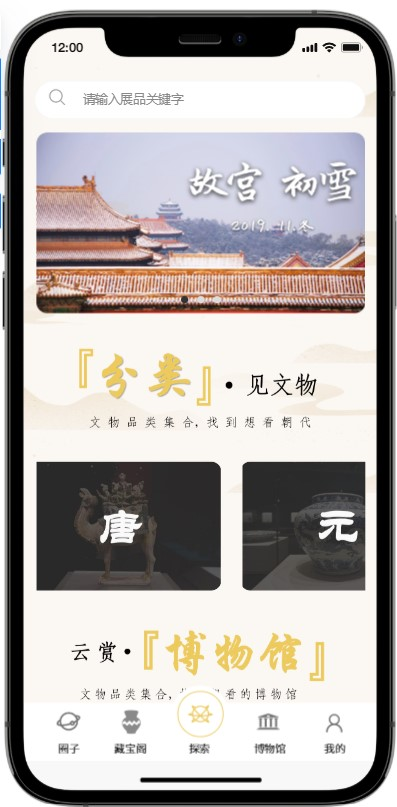 12:00
请输入展品关键字
故宫 初雪
2019.11.冬
『分类』·见文物
文物品类集合,找到想看朝代
唐
元
云赏·『博物馆』
文物品类集合,看的博物馆
圈子
藏宝阁
探索
博物馆
我的